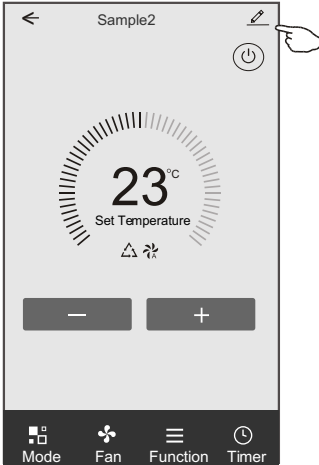 Sample2
23°C
Set Temperature
A
Mode Fan Function Timer